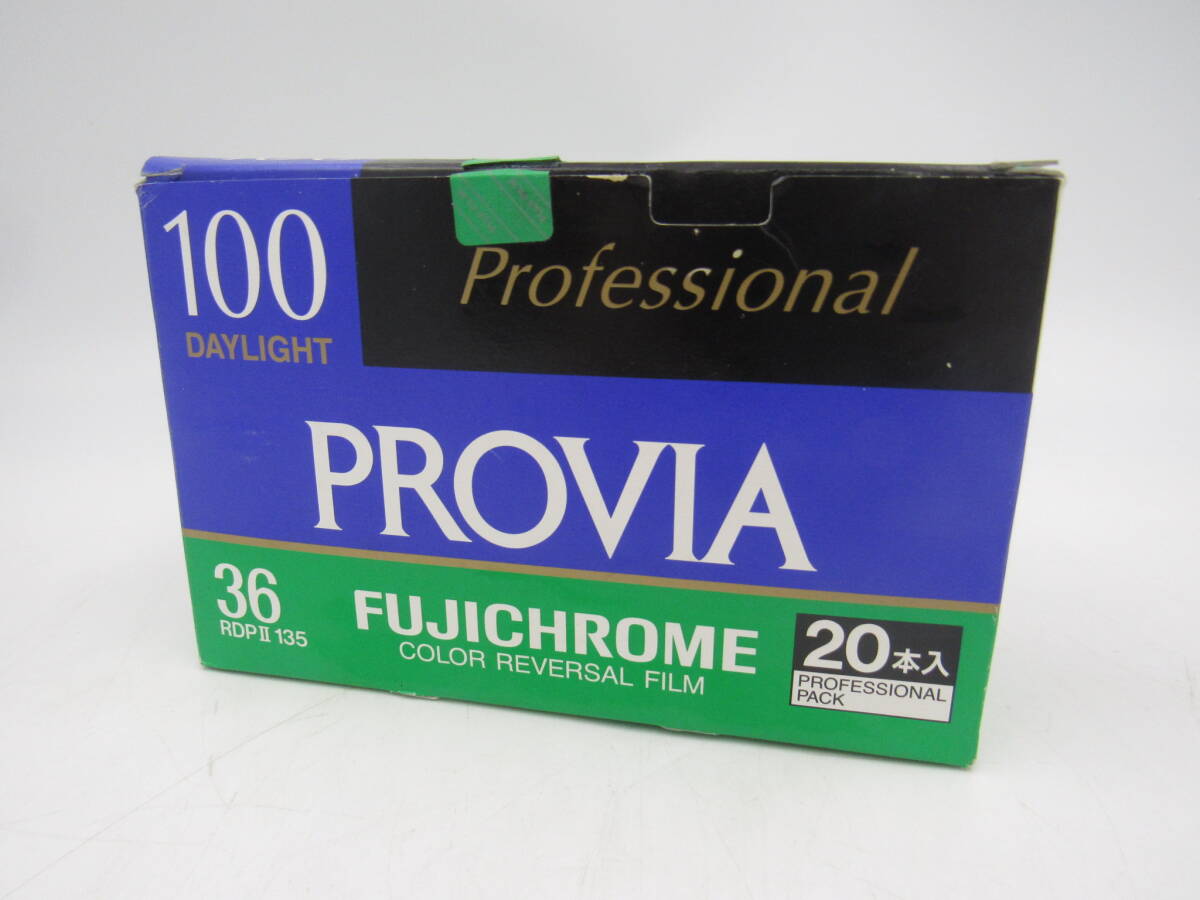 100
DAYLIGHT
Professional
PROVIA
36
RDPⅡ 135
FUJICHROME
COLOR REVERSAL FILM
20本入
PROFESSIONAL
PACK